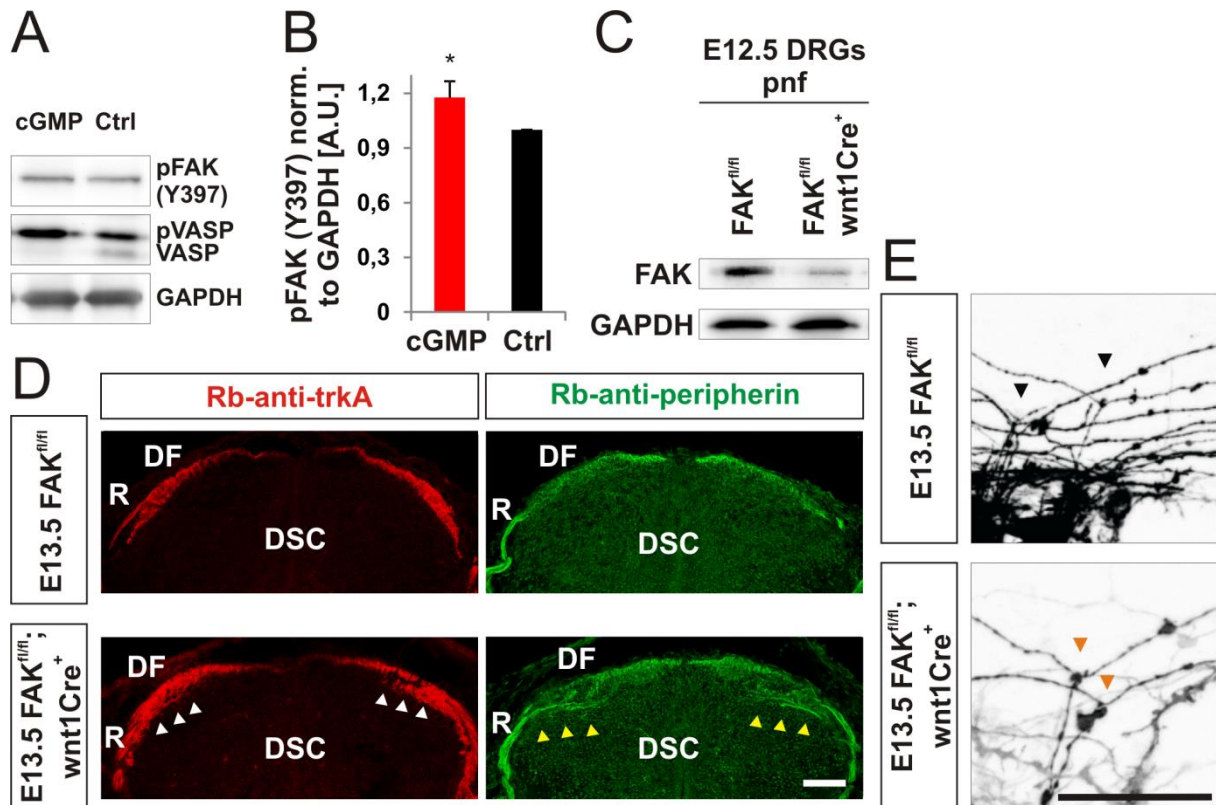 A
cGMP Ctrl
pFAK
(Y397)
pVASP
VASP
GAPDH
B
pFAK (Y397) norm.
to GAPDH [A.U.]
*
1,2
0,9
0,6
0,3
0
cGMP Ctrl
C
E12.5 DRGs
pnf
FAKfl/fl
FAKfl/fl
wnt1Cre+
FAK
GAPDH
D
Rb-anti-trkA
Rb-anti-peripherin
E13.5 FAKfl/fl
DF
R
DSC
DF
R
DSC
E13.5 FAKfl/fl;
wnt1Cre+
DF
R
DSC
DF
R
DSC
E
E13.5 FAKfl/fl
E13.5 FAKfl/fl;
wnt1Cre+